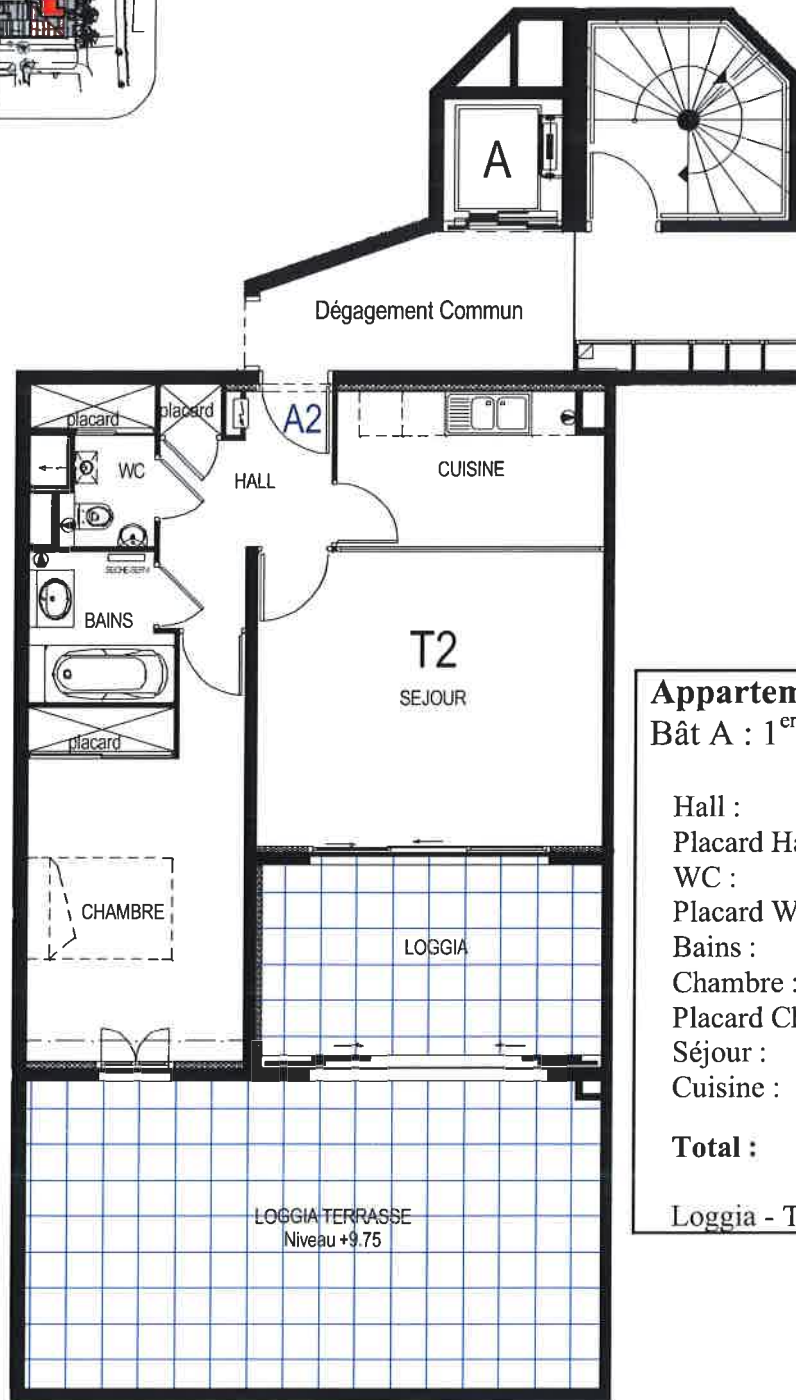 A
Dégagement Commun
placard
placard
A2
WC
HALL
CUISINE
BAINS
T2
SEJOUR
placard
CHAMBRE
LOGGIA
LOGGIA TERRASSE
Niveau +9.75
Appartem
Bât A : 1er
Hall :
Placard Ha
WC :
Placard W
Bains :
Chambre :
Placard Cl
Séjour :
Cuisine :
Total :
Loggia - T